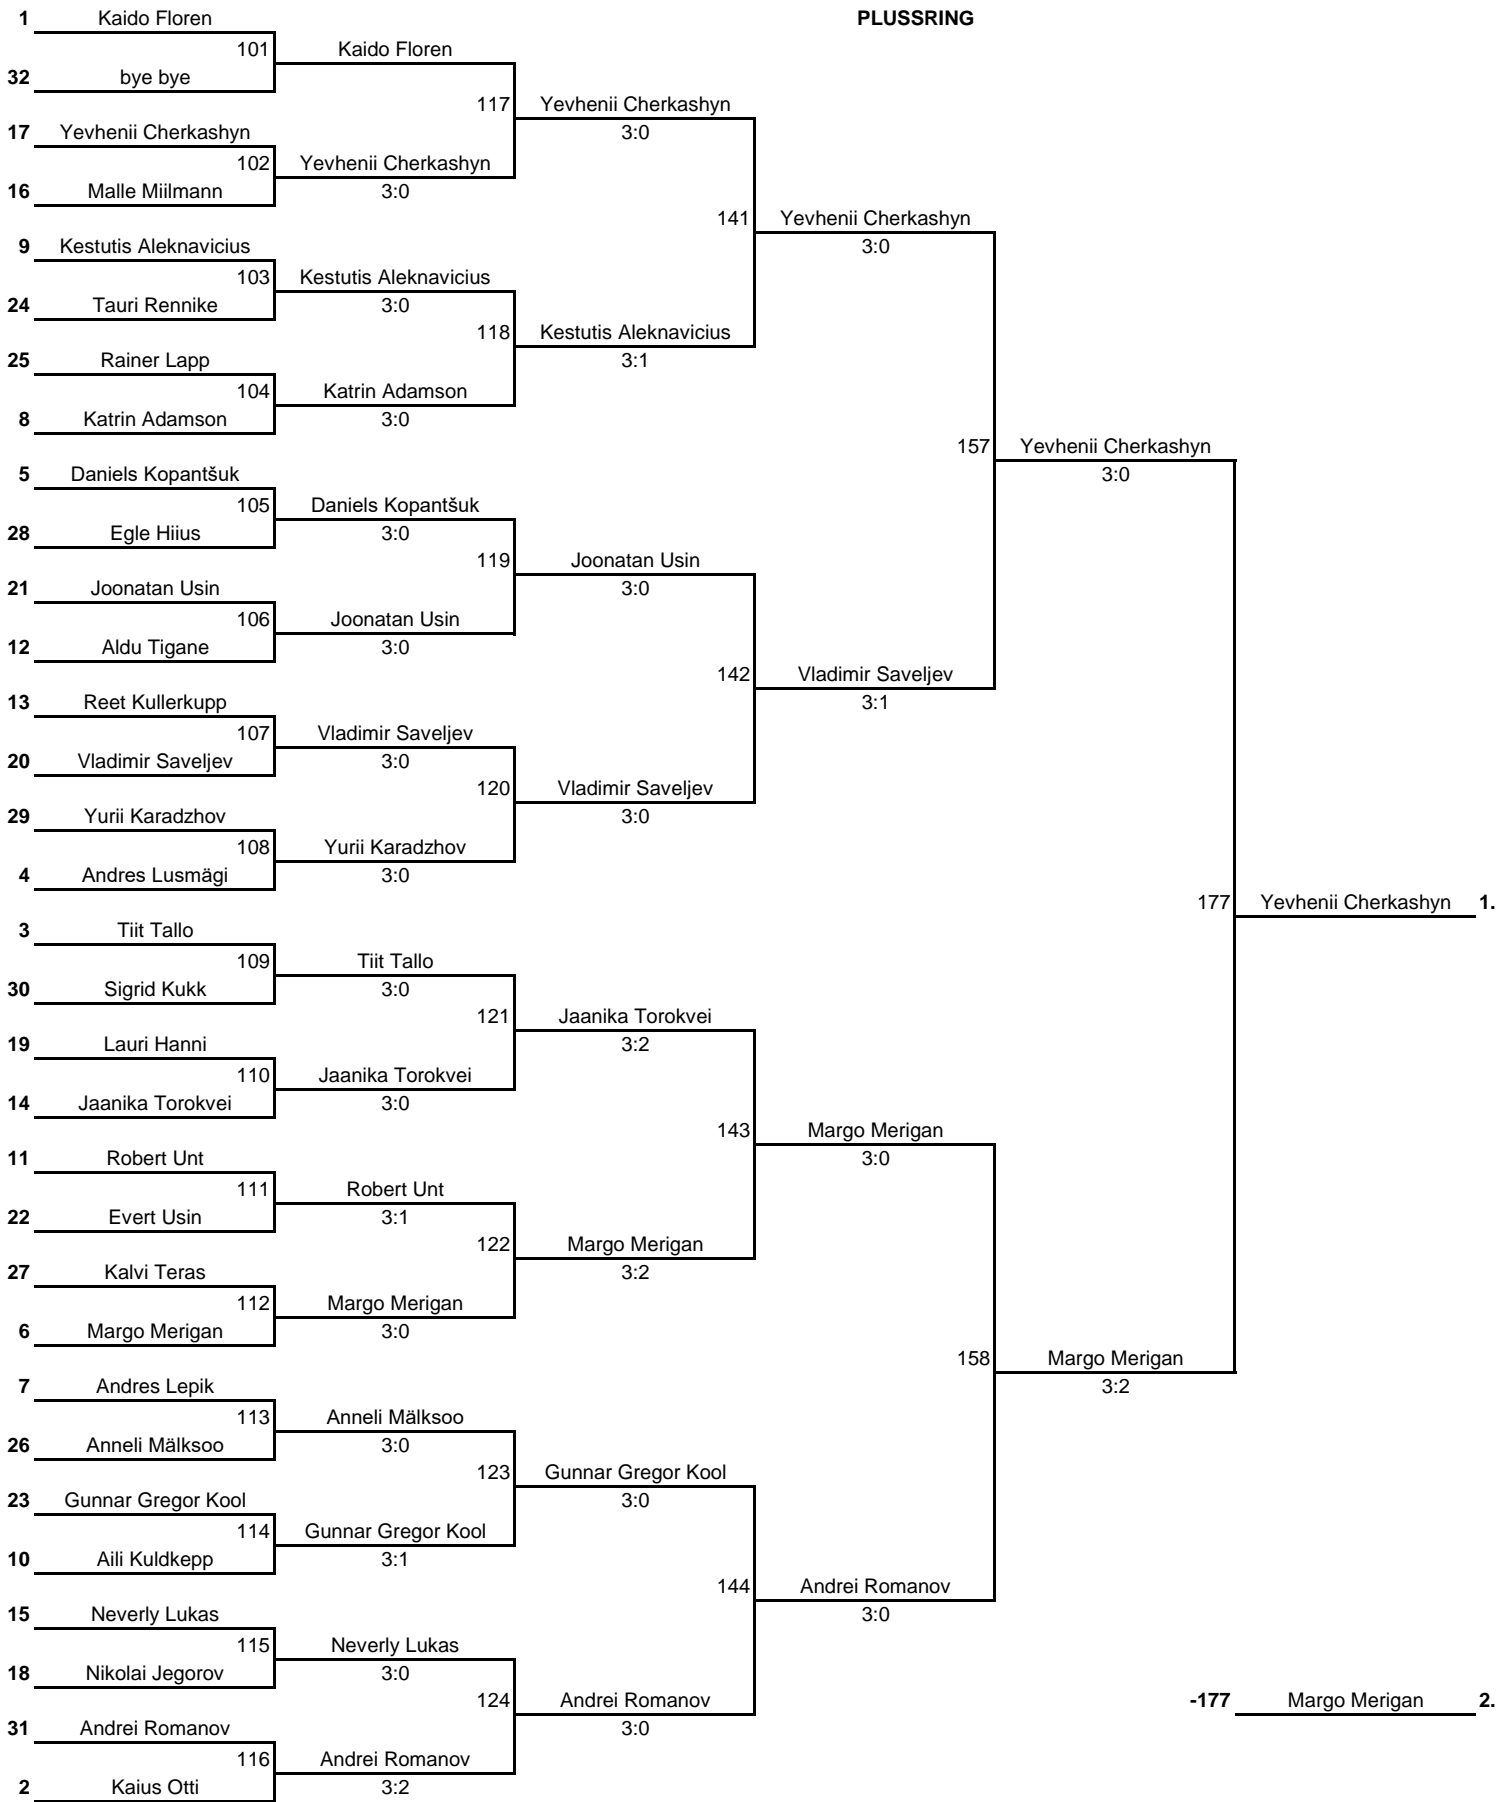 PLUSSRING
1 Kaido Floren
101 Kaido Floren
32 bye bye
117 Yevhenii Cherkashyn
3:0
17 Yevhenii Cherkashyn
102 Yevhenii Cherkashyn
16 Malle Miilmann 3:0
141 Yevhenii Cherkashyn
3:0
9 Kestutis Aleknavicius
103 Kestutis Aleknavicius
24 Tauri Rennike 3:0
118 Kestutis Aleknavicius
3:1
25 Rainer Lapp
104 Katrin Adamson
8 Katrin Adamson 3:0
157 Yevhenii Cherkashyn
3:0
5 Daniels Kopantšuk
105 Daniels Kopantšuk
28 Egle Hiius 3:0
119 Joonatan Usin
3:0
21 Joonatan Usin
106 Joonatan Usin
12 Aldu Tigane 3:0
142 Vladimir Saveljev
3:1
13 Reet Kullerkupp
107 Vladimir Saveljev
20 Vladimir Saveljev 3:0
120 Vladimir Saveljev
3:0
29 Yurii Karadzhov
108 Yurii Karadzhov
4 Andres Lusmägi 3:0
177 Yevhenii Cherkashyn 1.
3 Tiit Tallo
109 Tiit Tallo
30 Sigrid Kukk 3:0
121 Jaanika Torokvei
3:2
19 Lauri Hanni
110 Jaanika Torokvei
14 Jaanika Torokvei 3:0
143 Margo Merigan
3:0
11 Robert Unt
111 Robert Unt
22 Evert Usin 3:1
122 Margo Merigan
3:2
27 Kalvi Teras
112 Margo Merigan
6 Margo Merigan 3:0
158 Margo Merigan
3:2
7 Andres Lepik
113 Anneli Mälksoo
26 Anneli Mälksoo 3:0
123 Gunnar Gregor Kool
3:0
23 Gunnar Gregor Kool
114 Gunnar Gregor Kool
10 Aili Kuldkepp 3:1
144 Andrei Romanov
3:0
15 Neverly Lukas
115 Neverly Lukas
18 Nikolai Jegorov 3:0
124 Andrei Romanov
3:0
-177 Margo Merigan 2.
31 Andrei Romanov
116 Andrei Romanov
2 Kaius Otti 3:2